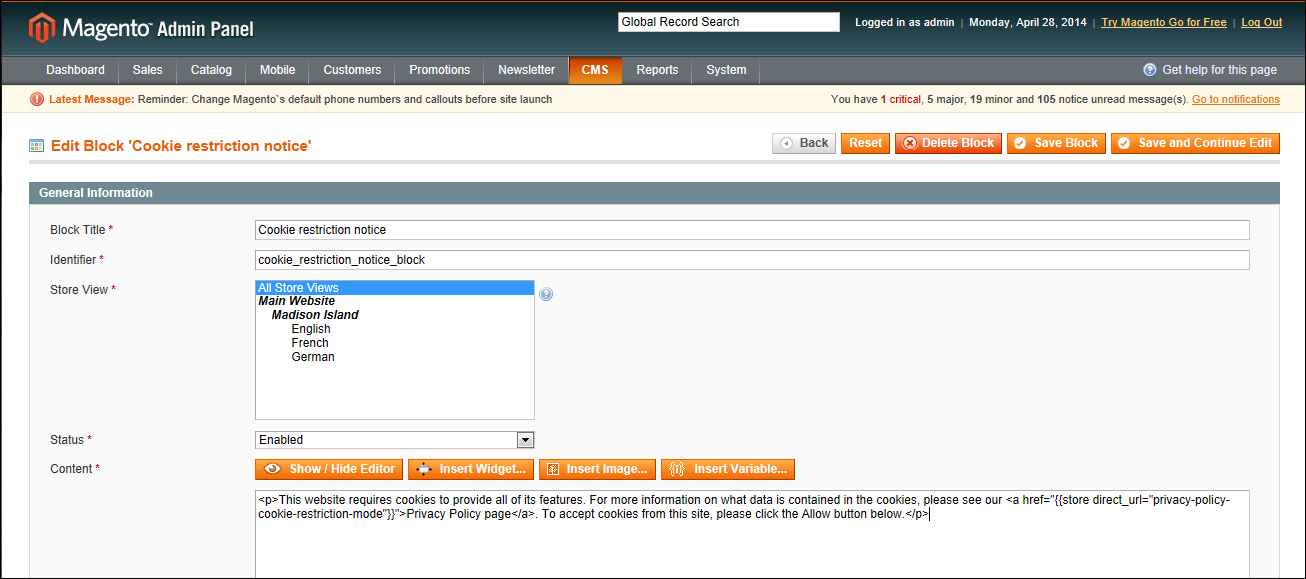 Magento™ Admin Panel
Global Record Search
Logged in as admin | Monday, April 28, 2014 | Try Magento Go for Free | Log Out
Dashboard Sales Catalog Mobile Customers Promotions Newsletter CMS Reports System Get help for this page
Latest Message: Reminder: Change Magento`s default phone numbers and callouts before site launch
You have 1 critical, 5 major, 19 minor and 105 notice unread message(s). Go to notifications
Edit Block 'Cookie restriction notice'
Back Reset Delete Block Save Block Save and Continue Edit
General Information
Block Title *
Cookie restriction notice
Identifier *
cookie_restriction_notice_block
Store View *
All Store Views
Main Website
Madison Island
English
French
German
Status *
Enabled
Content *
Show / Hide Editor Insert Widget... Insert Image... Insert Variable...
<p>This website requires cookies to provide all of its features. For more information on what data is contained in the cookies, please see our <a href="{{store direct_url="privacy-policy-
cookie-restriction-mode"}}">Privacy Policy page</a>. To accept cookies from this site, please click the Allow button below.</p>